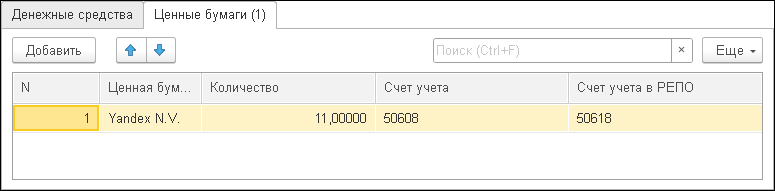 Денежные средства Ценные бумаги (1)
Добавить Поиск (Ctrl+F) × Еще
N Ценная бум... Количество Счет учета Счет учета в РЕПО
1 Yandex N.V. 11,00000 50608 50618